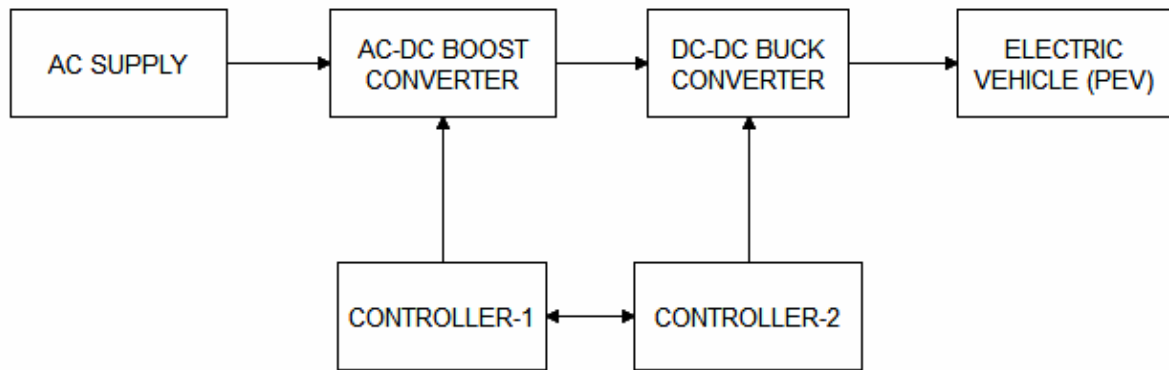 AC SUPPLY
AC-DC BOOST
CONVERTER
DC-DC BUCK
CONVERTER
ELECTRIC
VEHICLE (PEV)
CONTROLLER-1
CONTROLLER-2